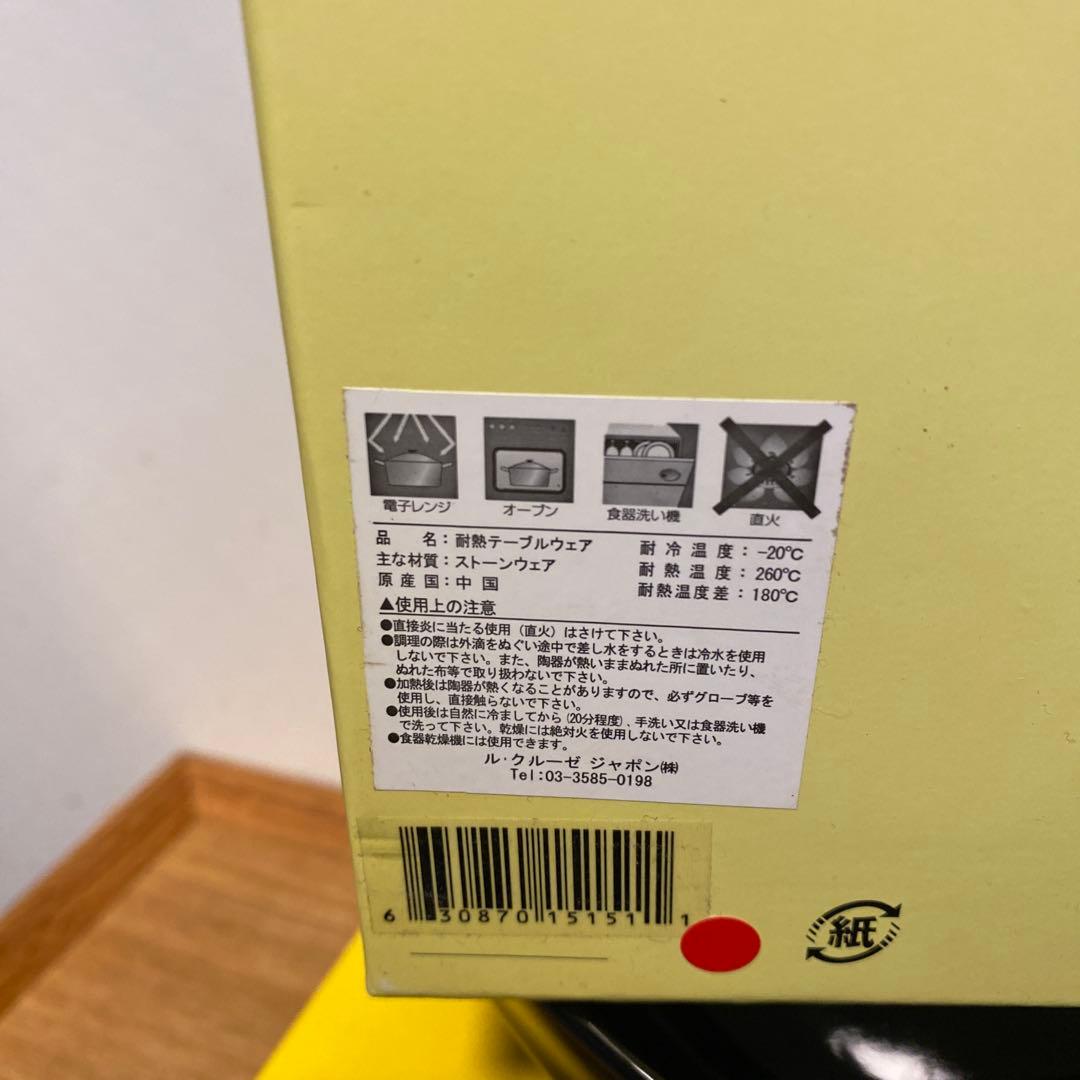 電子レンジ オーブン 食器洗い機 直火
品　名：耐熱テーブルウェア 耐冷温度：-20℃
主な材質：ストーンウェア 耐熱温度：260℃
原産国：中国 耐熱温度差：180℃
▲使用上の注意
●直接炎に当たる使用（直火）はさけて下さい。
●調理の際は外滴をぬぐい途中で差し水をするときは冷水を使用
しないで下さい。また、陶器が熱いままぬれた所に置いたり、
ぬれた布等で取り扱わないで下さい。
●加熱後は陶器が熱くなることがありますので、必ずグローブ等を
使用し、直接触らないで下さい。
●使用後は自然に冷ましてから(20分程度)、手洗い又は食器洗い機
で洗って下さい。乾燥には絶対火を使用しないで下さい。
●食器乾燥機には使用できます。
ル・クルーゼ ジャポン㈱
Tel:03-3585-0198
6 30870 15151 1
紙